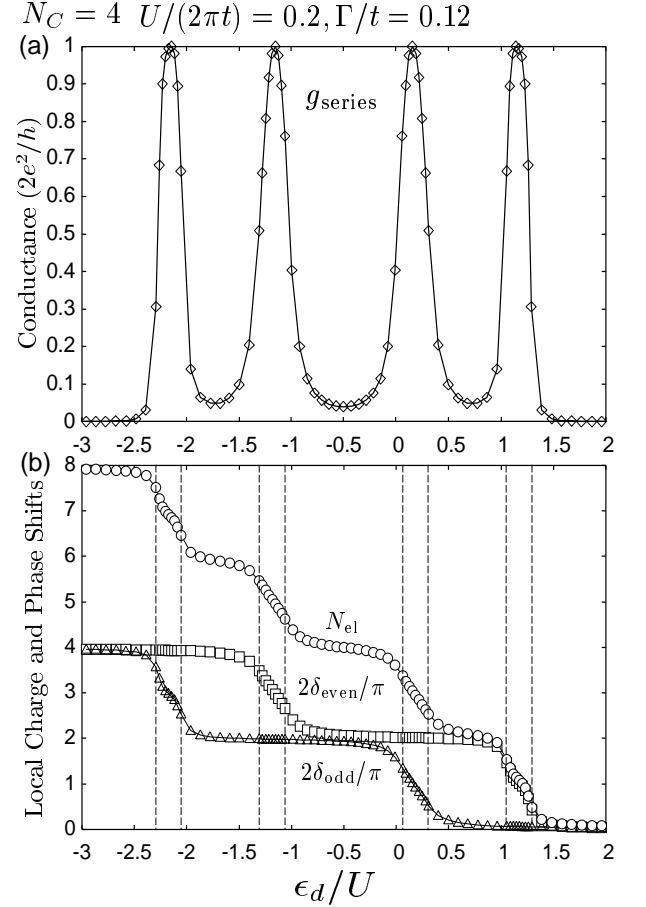 N_C = 4 U/(2πt) = 0.2, Γ/t = 0.12
(a)
g_series
Conductance (2e²/h)
1
0.9
0.8
0.7
0.6
0.5
0.4
0.3
0.2
0.1
0
-3 -2.5 -2 -1.5 -1 -0.5 0 0.5 1 1.5 2
(b)
Local Charge and Phase Shifts
8
7
6
5
4
3
2
1
0
N_el
2δ_even/π
2δ_odd/π
-3 -2.5 -2 -1.5 -1 -0.5 0 0.5 1 1.5 2
ϵ_d/U